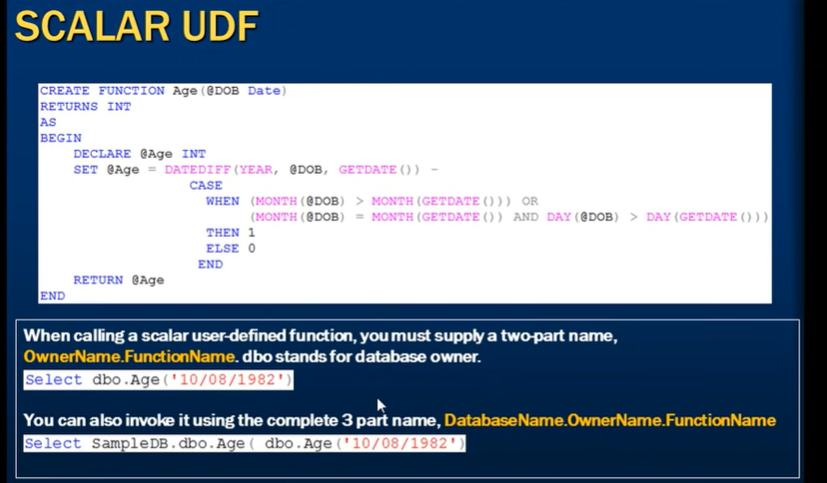 SCALAR UDF
CREATE FUNCTION Age(@DOB Date)
RETURNS INT
AS
BEGIN
DECLARE @Age INT
SET @Age = DATEDIFF(YEAR, @DOB, GETDATE()) -
CASE
WHEN (MONTH(@DOB) > MONTH(GETDATE())) OR
(MONTH(@DOB) = MONTH(GETDATE()) AND DAY(@DOB) > DAY(GETDATE()))
THEN 1
ELSE 0
END
RETURN @Age
END
When calling a scalar user-defined function, you must supply a two-part name,
OwnerName.FunctionName. dbo stands for database owner.
Select dbo.Age('10/08/1982')
You can also invoke it using the complete 3 part name, DatabaseName.OwnerName.FunctionName
Select SampleDB.dbo.Age( dbo.Age('10/08/1982')